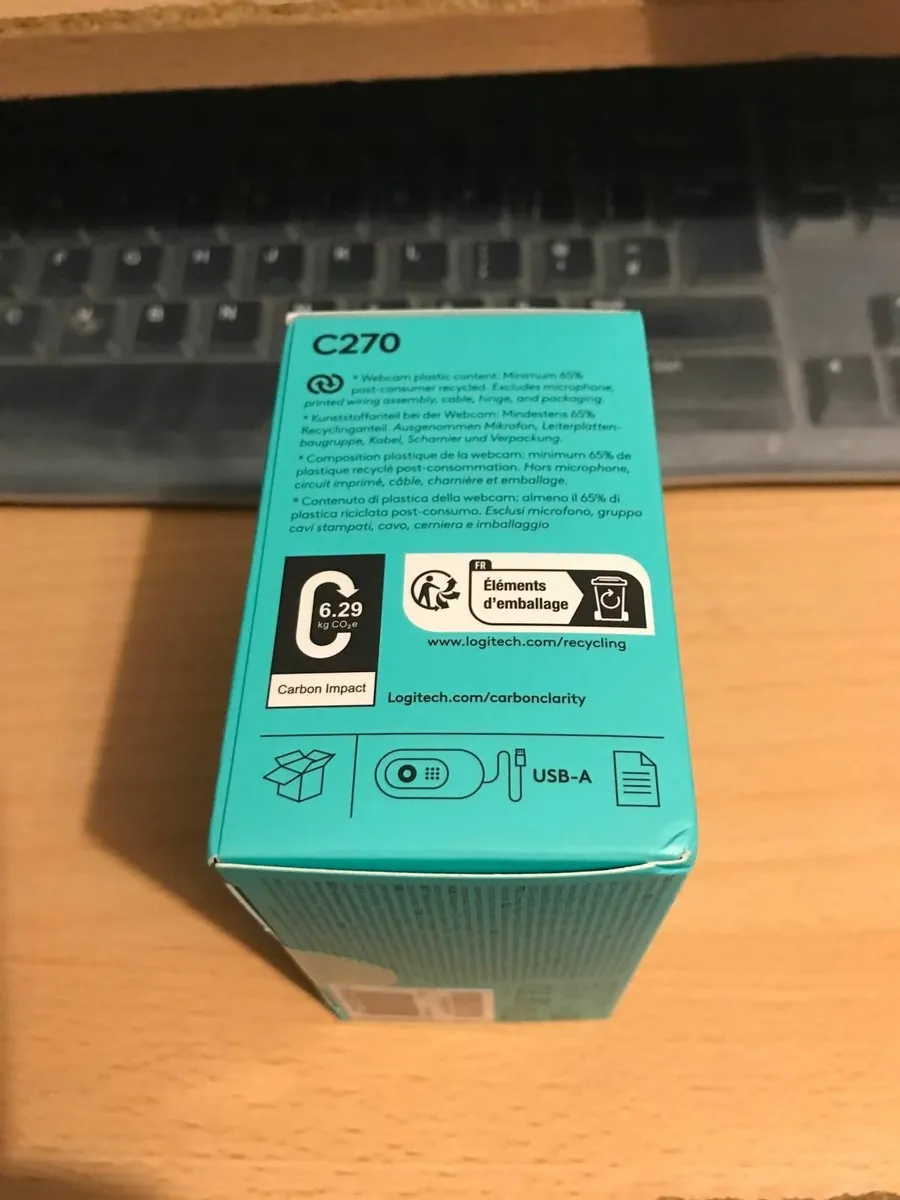 C270
* Webcam plastic content: Minimum 65%
post-consumer recycled. Excludes microphone,
printed wiring assembly, cable, hinge, and packaging.
* Kunststoffanteil bei der Webcam: Mindestens 65%
Recyclinganteil. Ausgenommen Mikrofon, Leiterplatten-
baugruppe, Kabel, Scharnier und Verpackung.
* Composition plastique de la webcam: minimum 65% de
plastique recyclé post-consommation. Hors microphone,
circuit imprimé, câble, charnière et emballage.
* Contenuto di plastica della webcam: almeno il 65% di
plastica riciclata post-consumo. Esclusi microfono, gruppo
cavi stampati, cavo, cerniera e imballaggio
6.29
kg CO₂e
Carbon Impact
FR
Éléments
d'emballage
www.logitech.com/recycling
Logitech.com/carbonclarity
USB-A